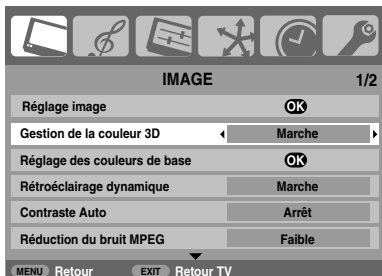 IMAGE 1/2
Réglage image OK
Gestion de la couleur 3D Marche
Réglage des couleurs de base OK
Rétroéclairage dynamique Marche
Contraste Auto Arrêt
Réduction du bruit MPEG Faible
MENU Retour EXIT Retour TV